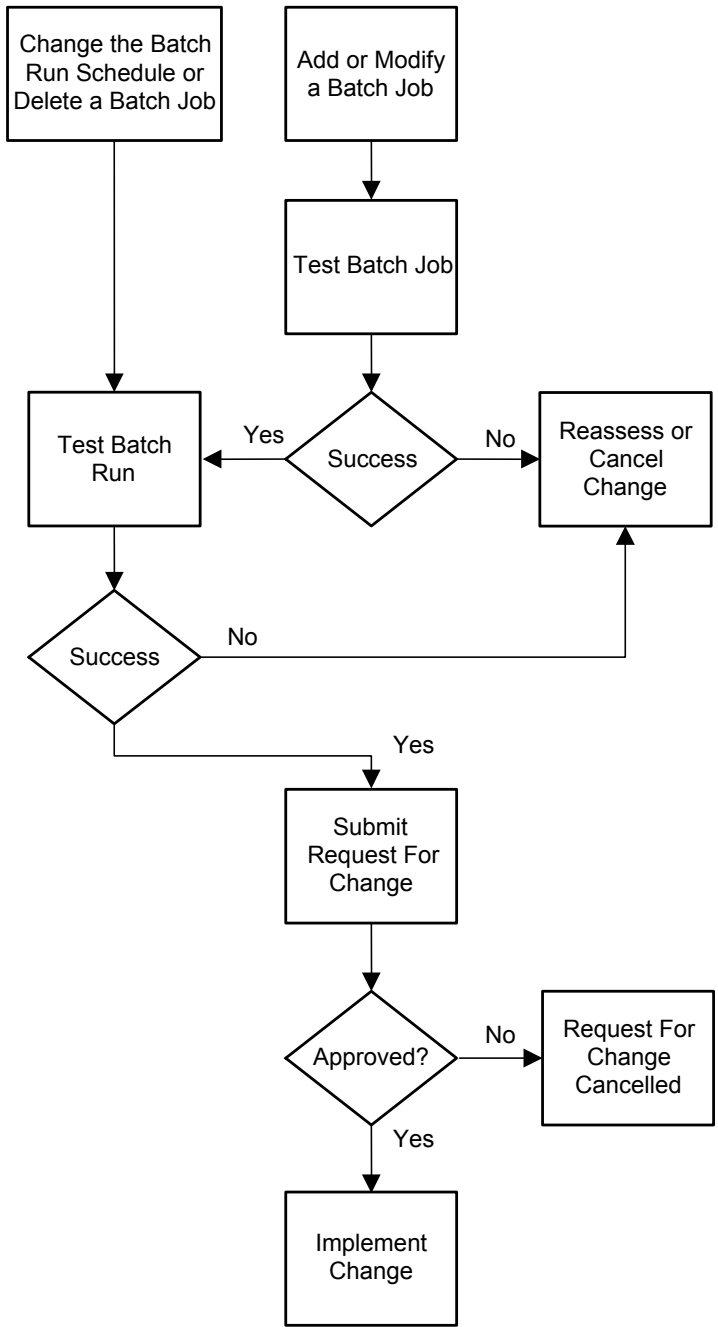 Change the Batch
Run Schedule or
Delete a Batch Job
Add or Modify
a Batch Job
Test Batch Job
Test Batch
Run
Yes
Success
No
Reassess or
Cancel
Change
Success
No
Yes
Submit
Request For
Change
Approved?
No
Request For
Change
Cancelled
Yes
Implement
Change